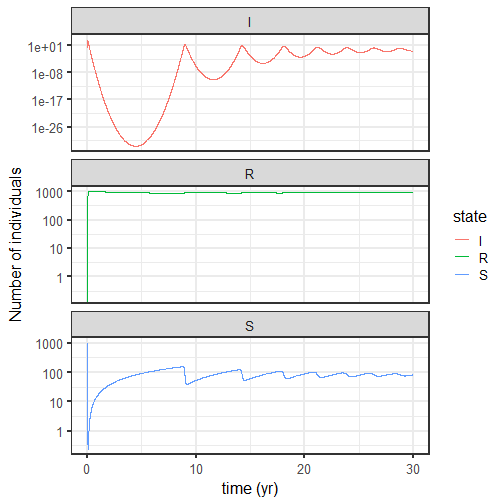 I
1e+01
1e-08
1e-17
1e-26
R
1000
100
10
1
S
1000
100
10
1
0
10
20
30
time (yr)
Number of individuals
state
I
R
S